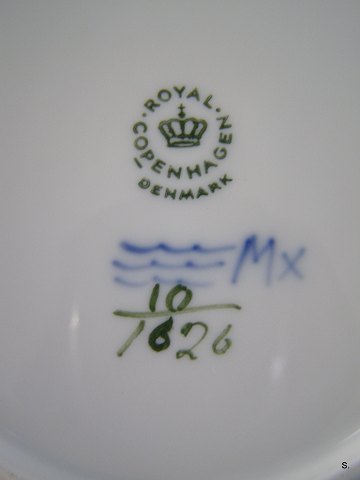 ROYAL
COPENHAGEN
DENMARK
Mx
10
1626
S.